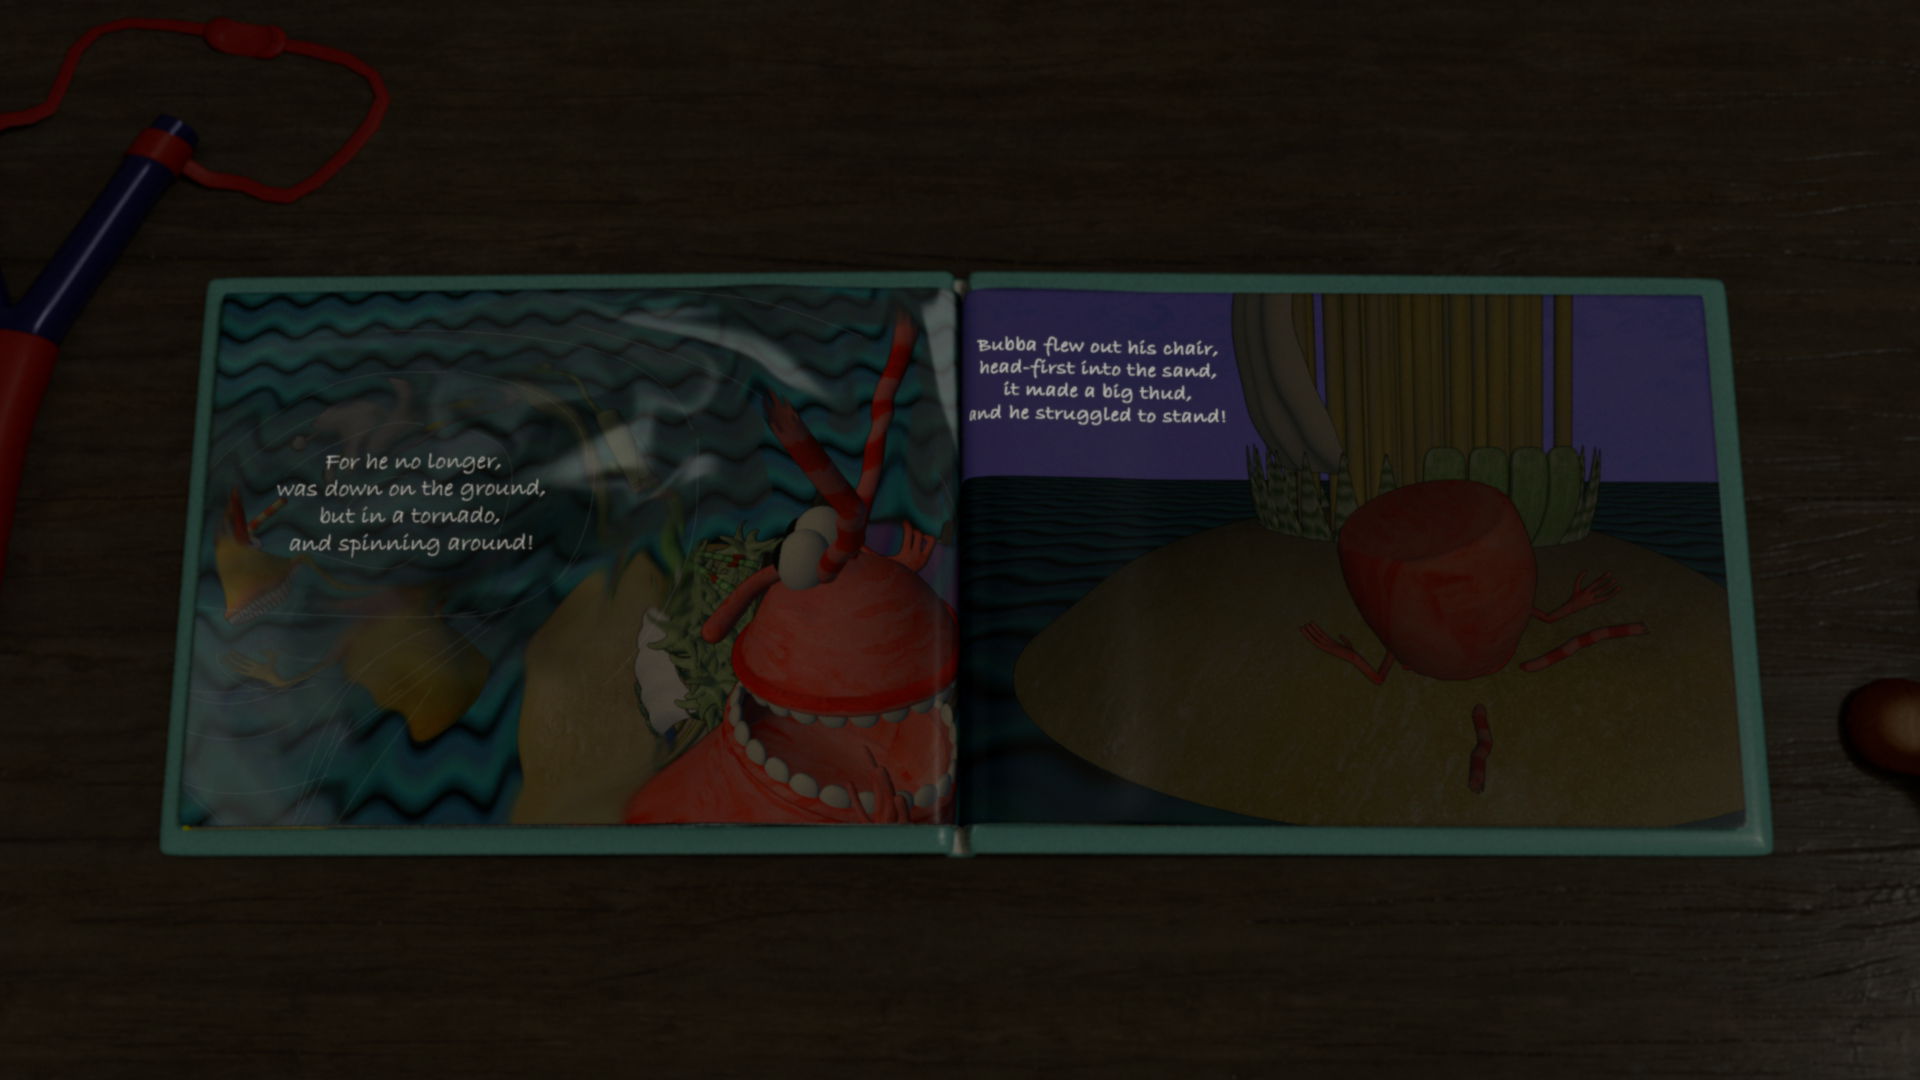 For he no longer,
was down on the ground,
but in a tornado,
and spinning around!
Bubba flew out his chair,
head-first into the sand,
it made a big thud,
and he struggled to stand!